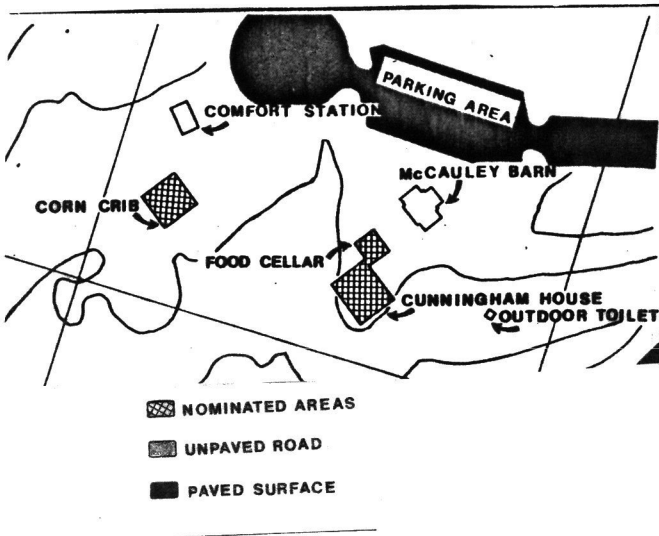 PARKING AREA
COMFORT STATION
McCAULEY BARN
CORN CRIB
FOOD CELLAR
CUNNINGHAM HOUSE
OUTDOOR TOILET
NOMINATED AREAS
UNPAVED ROAD
PAVED SURFACE